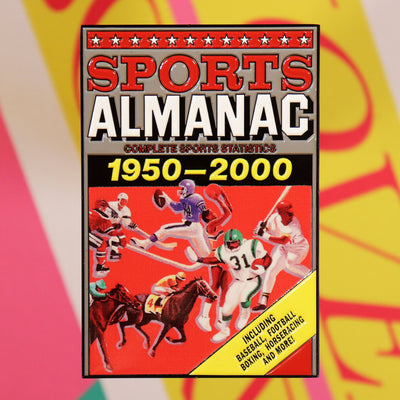 SPORTS
ALMANAC
COMPLETE SPORTS STATISTICS
1950—2000
31
INCLUDING
BASEBALL, FOOTBALL
BOXING, HORSERACING
AND MORE!